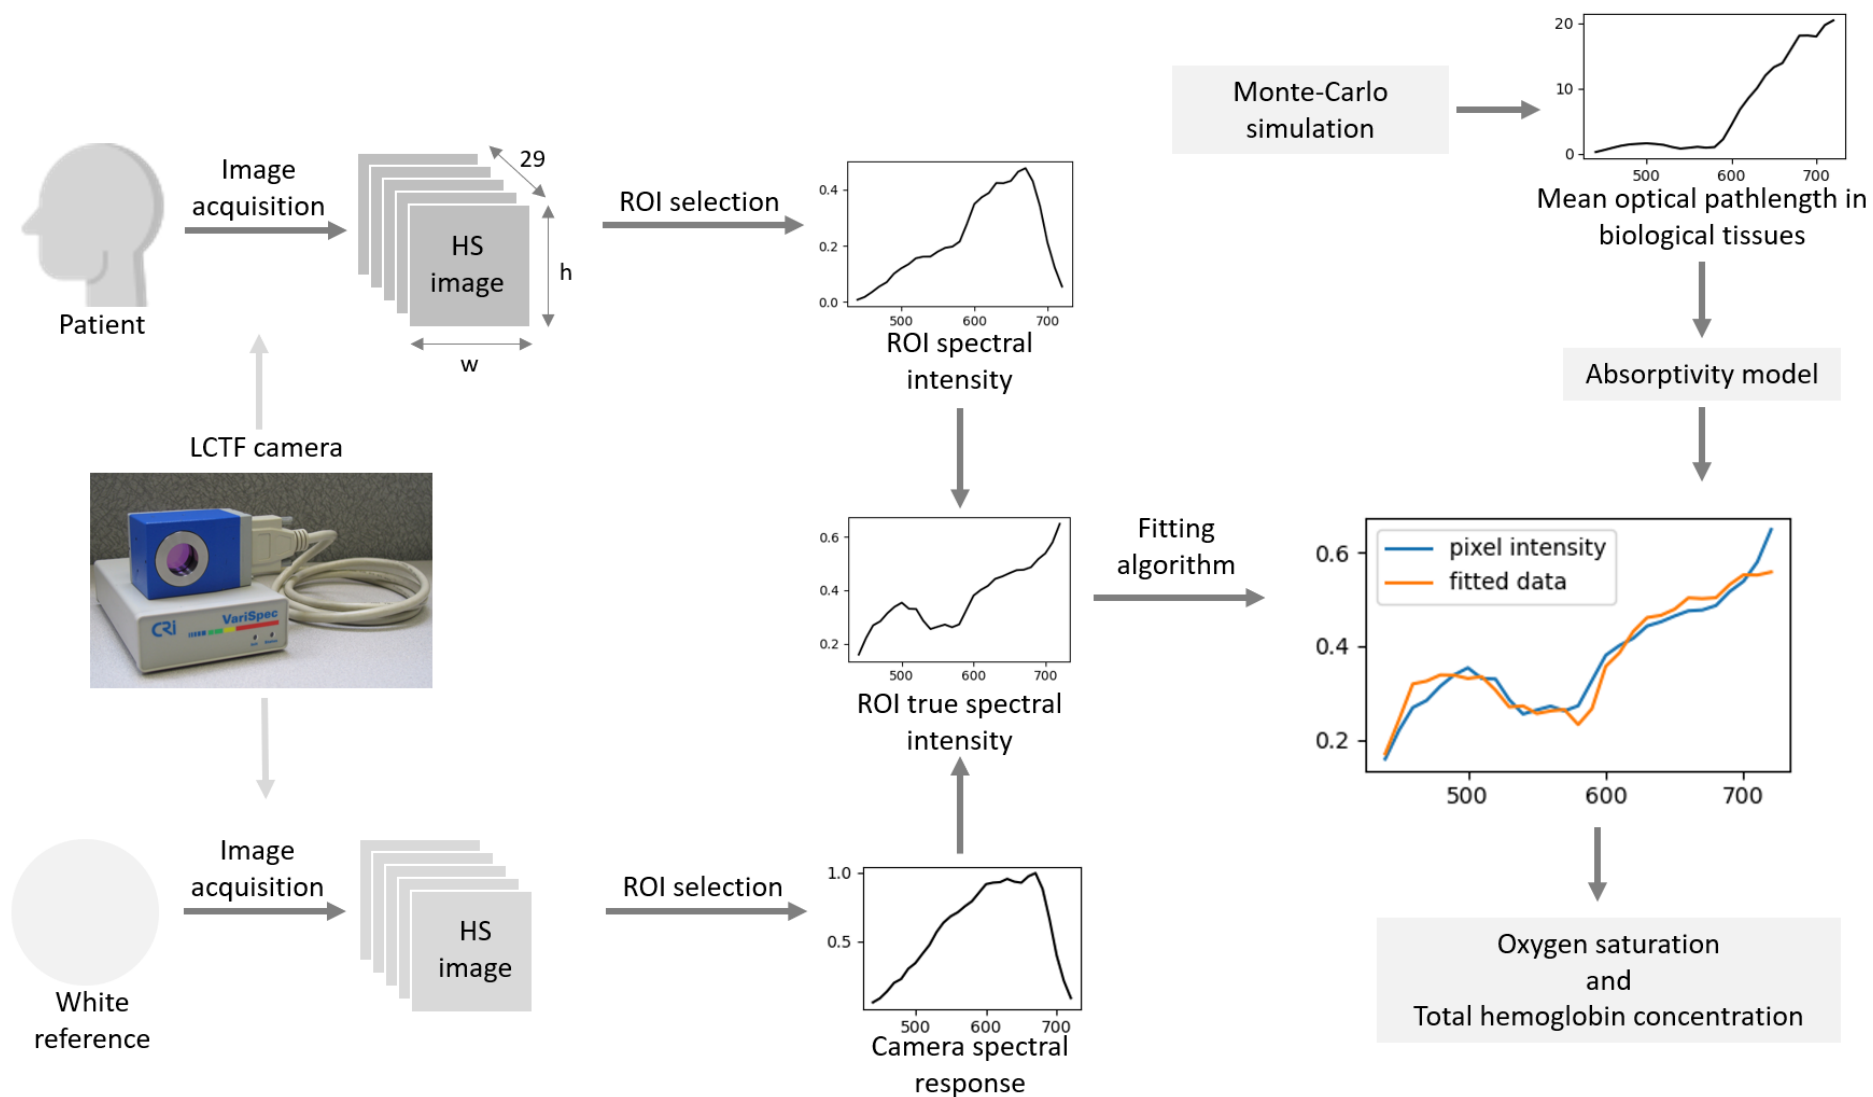 Patient
Image
acquisition
29
HS
image
h
w
ROI selection
0.4
0.2
0.0
500
600
700
ROI spectral
intensity
Monte-Carlo
simulation
20
10
0
500
600
700
Mean optical pathlength in
biological tissues
Absorptivity model
LCTF camera
CRi
VariSpec
0.6
0.4
0.2
500
600
700
ROI true spectral
intensity
Fitting
algorithm
pixel intensity
fitted data
0.6
0.4
0.2
500
600
700
White
reference
Image
acquisition
HS
image
ROI selection
1.0
0.5
500
600
700
Camera spectral
response
Oxygen saturation
and
Total hemoglobin concentration